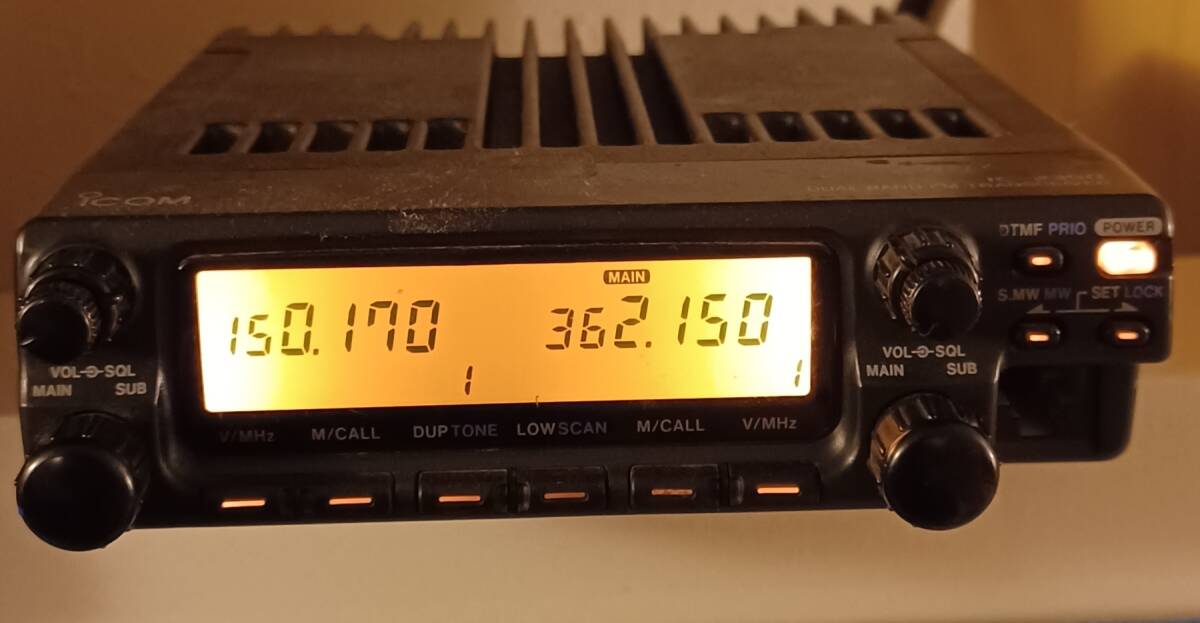 ICOM
DUAL BAND FM TRANSCEIVER
DTMF PRIO POWER
MAIN
150.170 362.150
1 1
S.MW MW SET LOCK
VOL SQL
MAIN SUB
VOL SQL
MAIN SUB
V/MHz M/CALL DUP TONE LOW SCAN M/CALL V/MHz